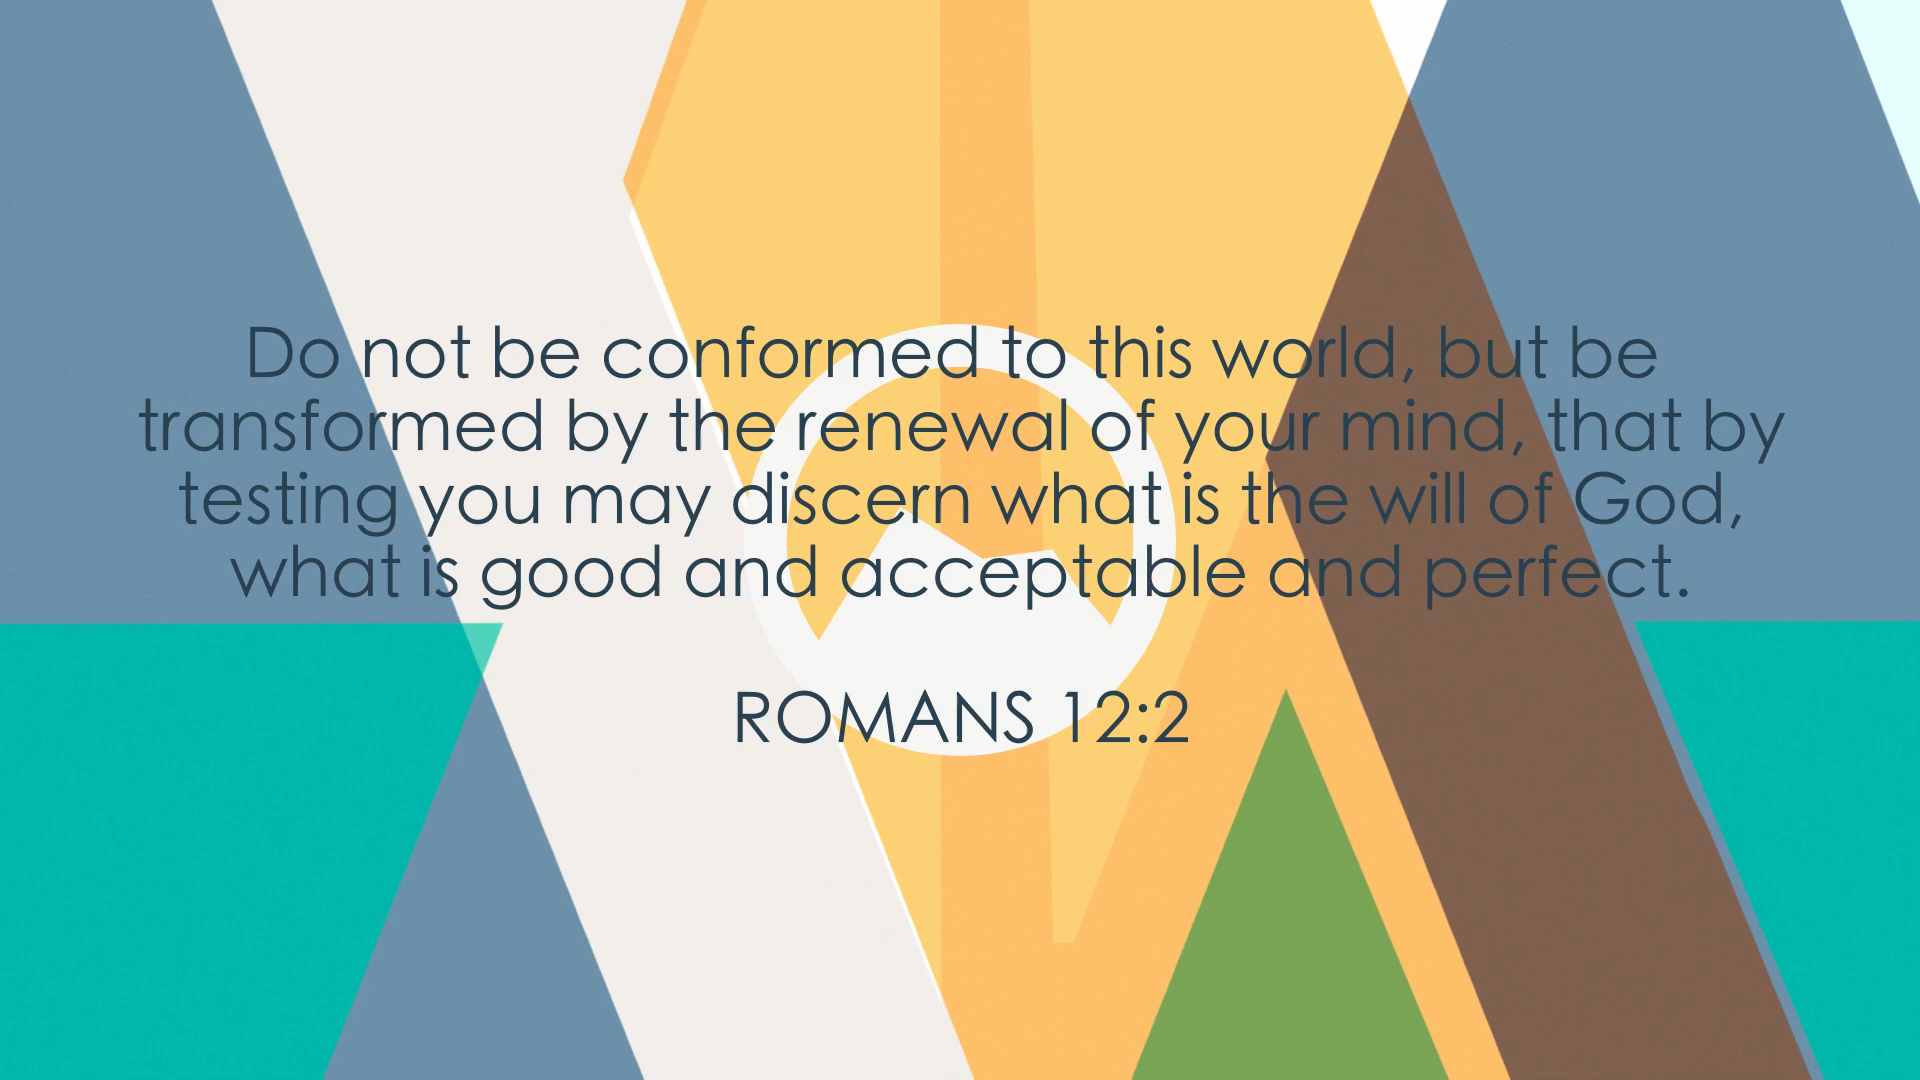 Do not be conformed to this world, but be
transformed by the renewal of your mind, that by
testing you may discern what is the will of God,
what is good and acceptable and perfect.
ROMANS 12:2